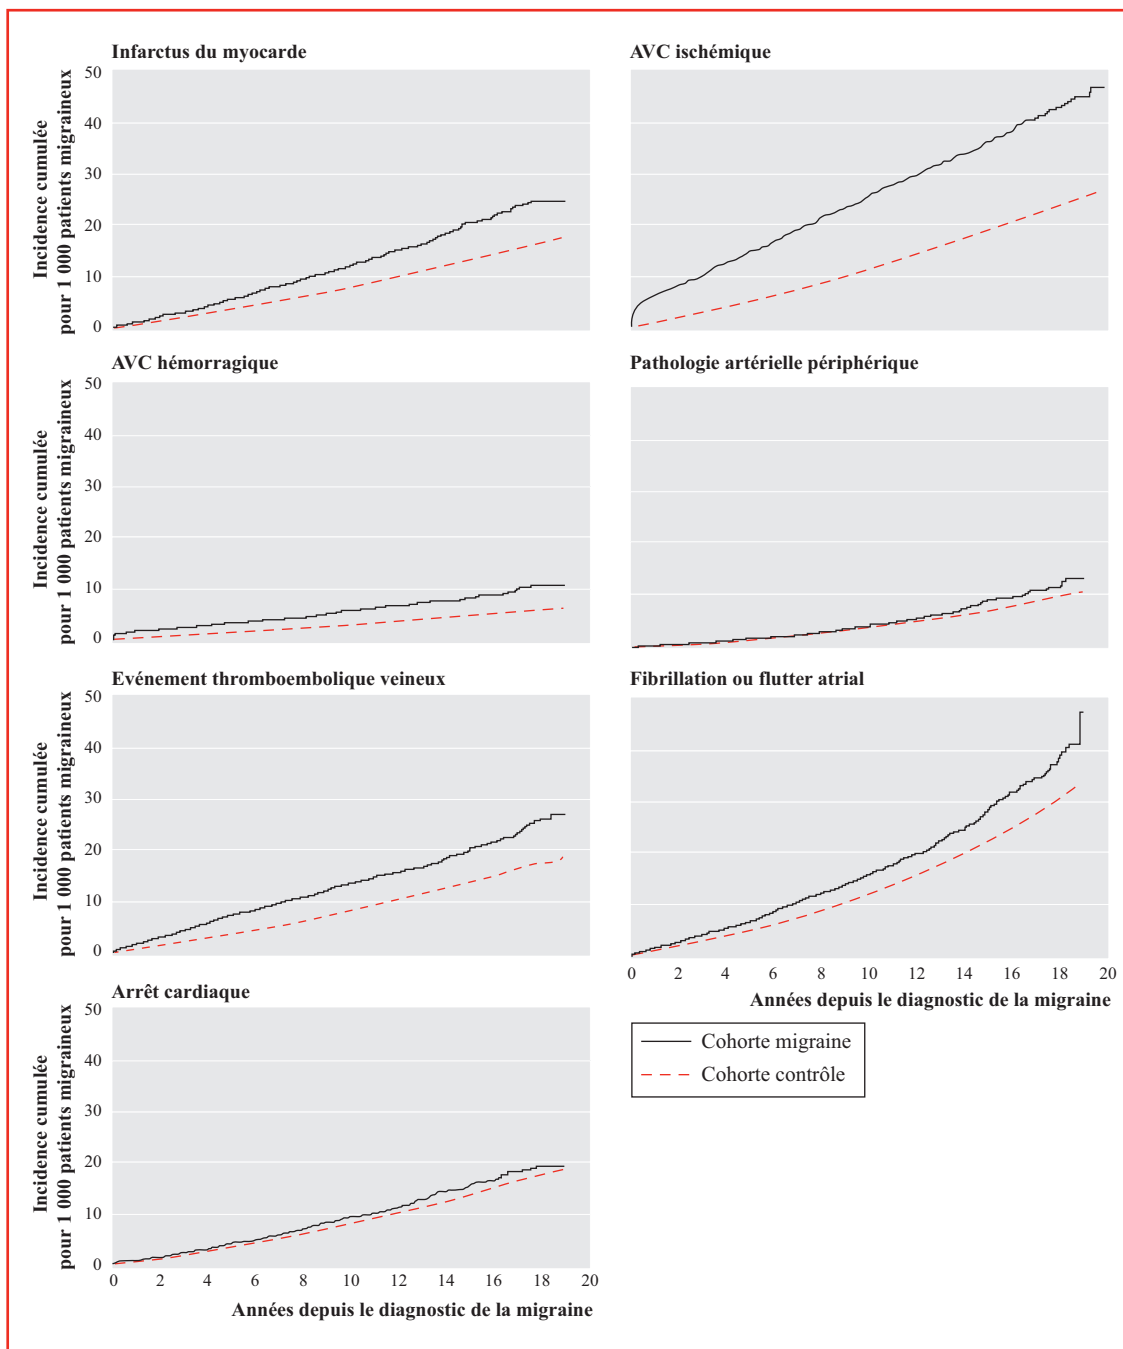 Infarctus du myocarde
Incidence cumulée
pour 1 000 patients migraineux
50
40
30
20
10
0
AVC ischémique
AVC hémorragique
Incidence cumulée
pour 1 000 patients migraineux
50
40
30
20
10
0
Pathologie artérielle périphérique
Evénement thromboembolique veineux
Incidence cumulée
pour 1 000 patients migraineux
50
40
30
20
10
0
Fibrillation ou flutter atrial
0 2 4 6 8 10 12 14 16 18 20
Années depuis le diagnostic de la migraine
Arrêt cardiaque
Incidence cumulée
pour 1 000 patients migraineux
50
40
30
20
10
0
0 2 4 6 8 10 12 14 16 18 20
Années depuis le diagnostic de la migraine
Cohorte migraine
Cohorte contrôle